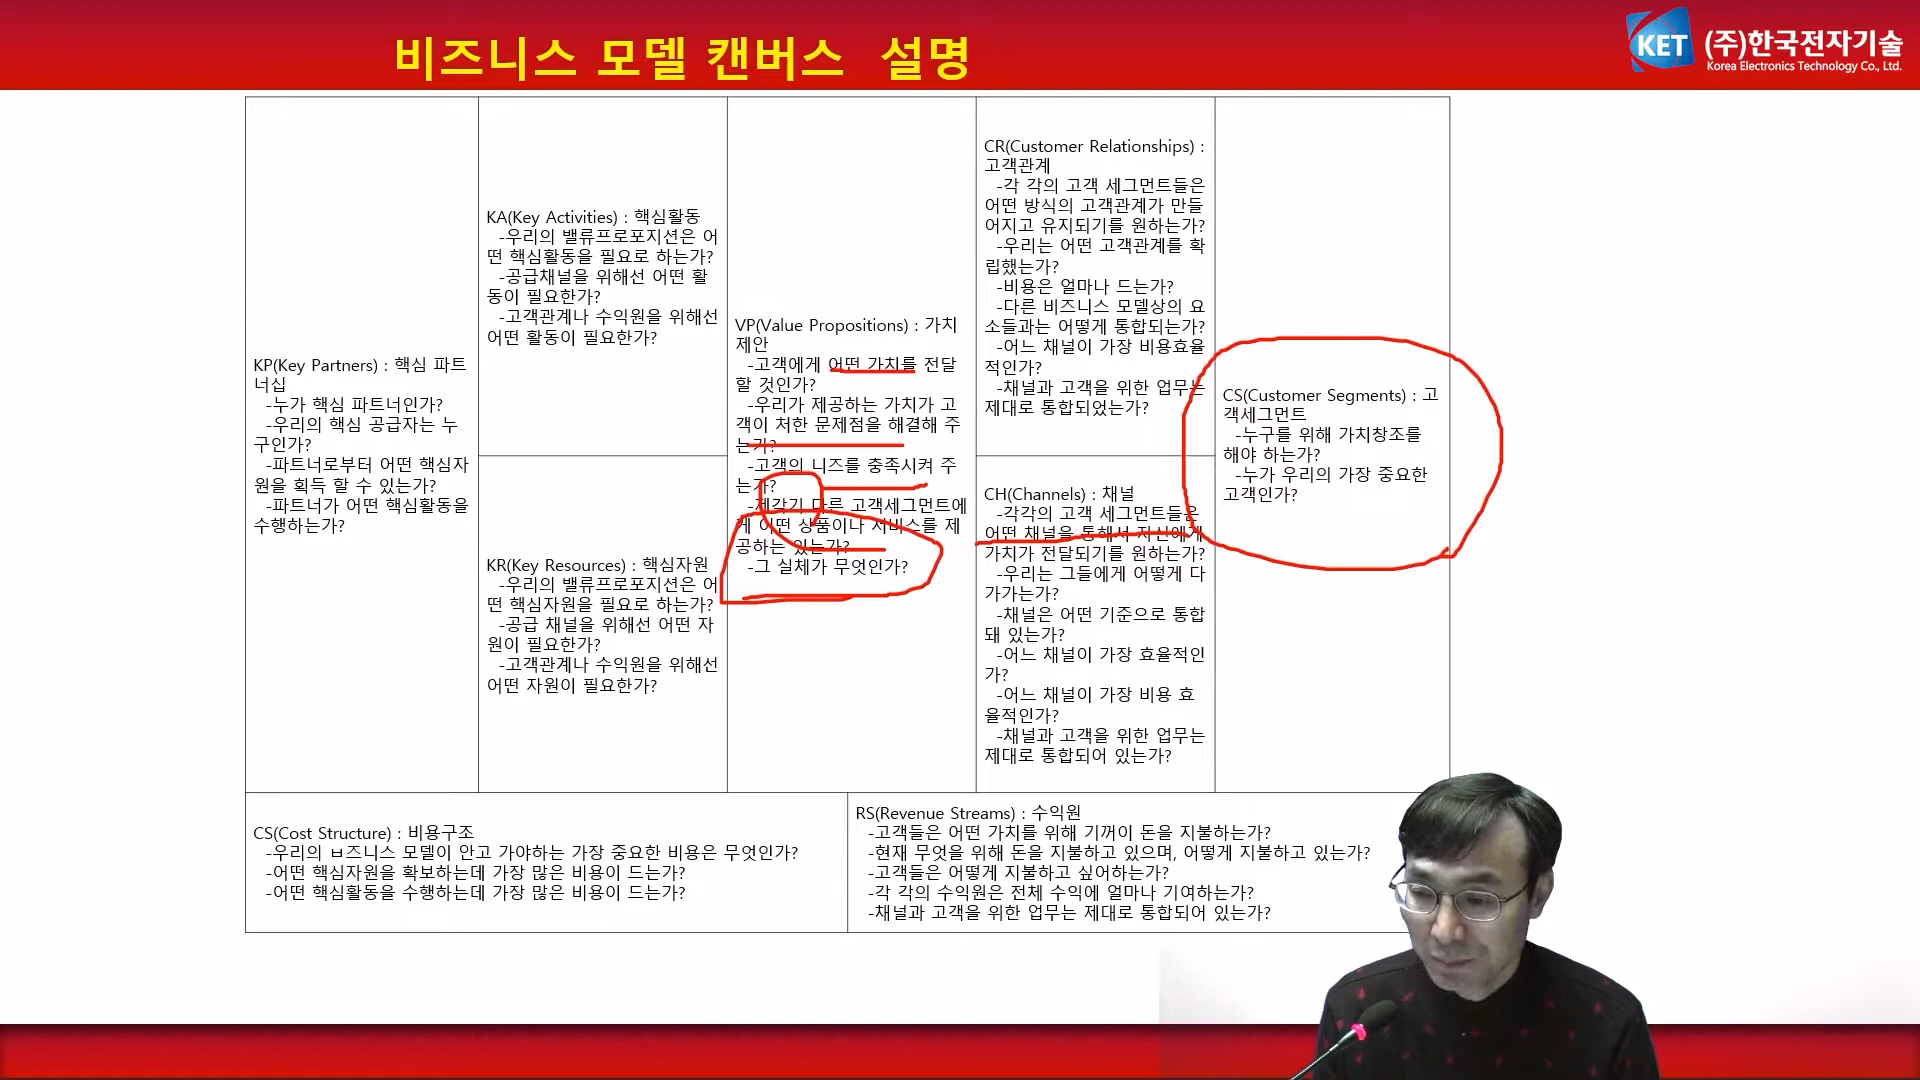 비즈니스 모델 캔버스 설명
KET
(주)한국전자기술
Korea Electronics Technology Co., Ltd.
KP(Key Partners) : 핵심 파트
너십
-누가 핵심 파트너인가?
-우리의 핵심 공급자는 누
구인가?
-파트너로부터 어떤 핵심자
원을 획득 할 수 있는가?
-파트너가 어떤 핵심활동을
수행하는가?
KA(Key Activities) : 핵심활동
-우리의 밸류프로포지션은 어
떤 핵심활동을 필요로 하는가?
-공급채널을 위해선 어떤 활
동이 필요한가?
-고객관계나 수익원을 위해선
어떤 활동이 필요한가?
KR(Key Resources) : 핵심자원
-우리의 밸류프로포지션은 어
떤 핵심자원을 필요로 하는가?
-공급 채널을 위해선 어떤 자
원이 필요한가?
-고객관계나 수익원을 위해선
어떤 자원이 필요한가?
VP(Value Propositions) : 가치
제안
-고객에게 어떤 가치를 전달
할 것인가?
-우리가 제공하는 가치가 고
객이 처한 문제점을 해결해 주
는가?
-고객의 니즈를 충족시켜 주
는가?
-제각기 다른 고객세그먼트에
게 어떤 상품이나 서비스를 제
공하는 있는가?
-그 실체가 무엇인가?
CR(Customer Relationships) :
고객관계
-각 각의 고객 세그먼트들은
어떤 방식의 고객관계가 만들
어지고 유지되기를 원하는가?
-우리는 어떤 고객관계를 확
립했는가?
-비용은 얼마나 드는가?
-다른 비즈니스 모델상의 요
소들과는 어떻게 통합되는가?
-어느 채널이 가장 비용효율
적인가?
-채널과 고객을 위한 업무는
제대로 통합되었는가?
CH(Channels) : 채널
-각각의 고객 세그먼트들은
어떤 채널을 통해서 자신에게
가치가 전달되기를 원하는가?
-우리는 그들에게 어떻게 다
가가는가?
-채널은 어떤 기준으로 통합
돼 있는가?
-어느 채널이 가장 효율적인
가?
-어느 채널이 가장 비용 효
율적인가?
-채널과 고객을 위한 업무는
제대로 통합되어 있는가?
CS(Customer Segments) : 고
객세그먼트
-누구를 위해 가치창조를
해야 하는가?
-누가 우리의 가장 중요한
고객인가?
CS(Cost Structure) : 비용구조
-우리의 ㅂ즈니스 모델이 안고 가야하는 가장 중요한 비용은 무엇인가?
-어떤 핵심자원을 확보하는데 가장 많은 비용이 드는가?
-어떤 핵심활동을 수행하는데 가장 많은 비용이 드는가?
RS(Revenue Streams) : 수익원
-고객들은 어떤 가치를 위해 기꺼이 돈을 지불하는가?
-현재 무엇을 위해 돈을 지불하고 있으며, 어떻게 지불하고 있는가?
-고객들은 어떻게 지불하고 싶어하는가?
-각 각의 수익원은 전체 수익에 얼마나 기여하는가?
-채널과 고객을 위한 업무는 제대로 통합되어 있는가?